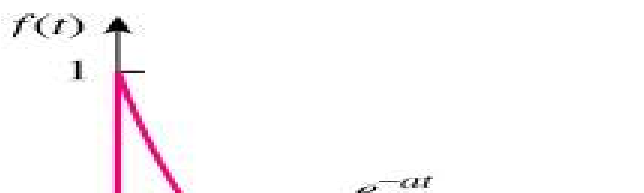 f(t)
1
e^{-at}